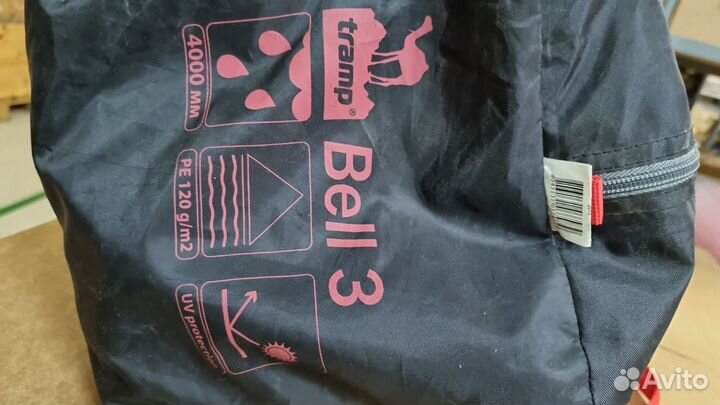 tramp®
Bell 3
4000 мм
PE 120 g/m2
UV protection
Avito